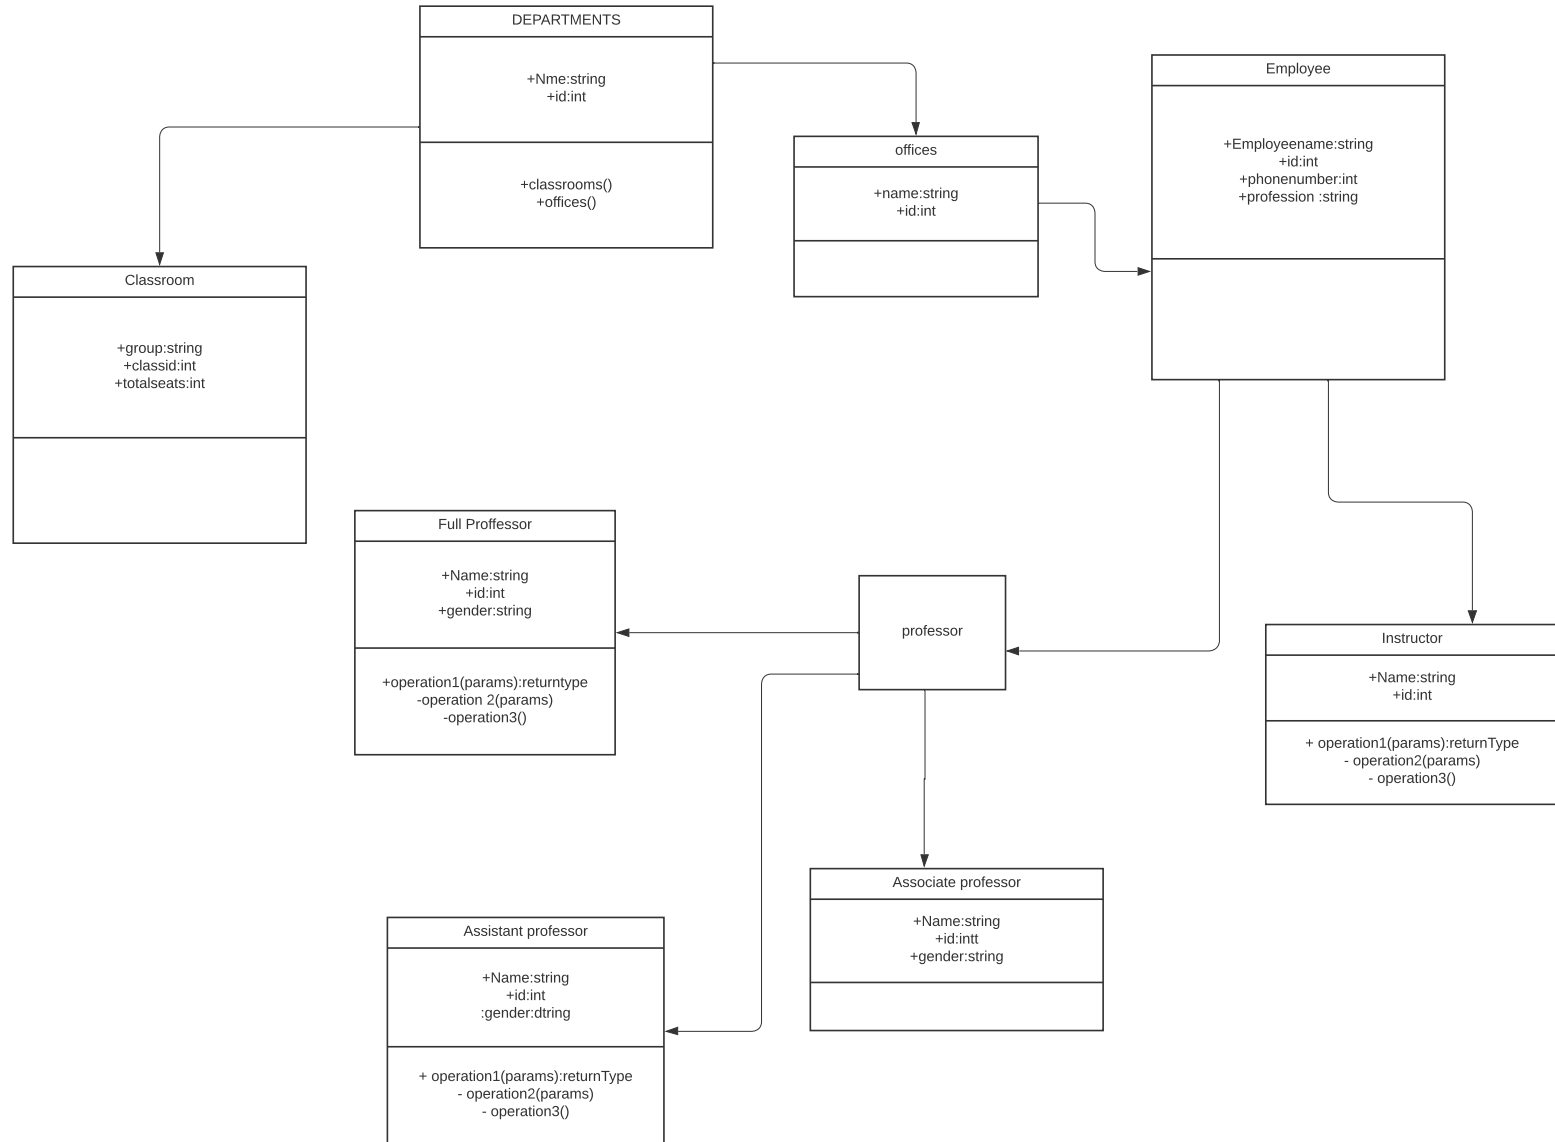 DEPARTMENTS
+Nme:string
+id:int
+classrooms()
+offices()
offices
+name:string
+id:int
Employee
+Employeename:string
+id:int
+phonenumber:int
+profession :string
Classroom
+group:string
+classid:int
+totalseats:int
Full Proffessor
+Name:string
+id:int
+gender:string
+operation1(params):returntype
-operation 2(params)
-operation3()
professor
Instructor
+Name:string
+id:int
+ operation1(params):returnType
- operation2(params)
- operation3()
Associate professor
+Name:string
+id:intt
+gender:string
Assistant professor
+Name:string
+id:int
:gender:dtring
+ operation1(params):returnType
- operation2(params)
- operation3()